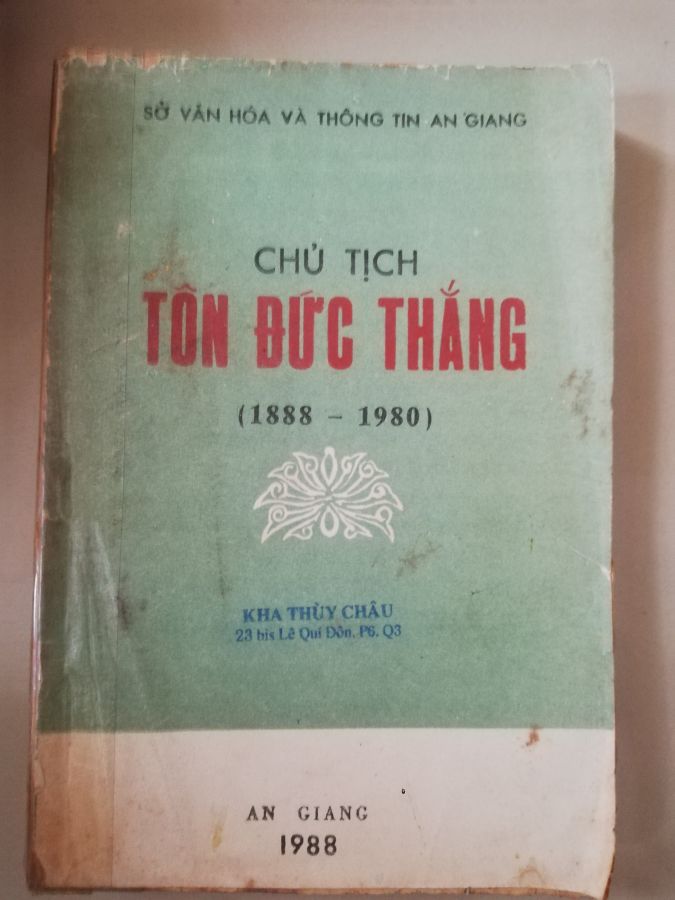 SỞ VĂN HÓA VÀ THÔNG TIN AN GIANG
CHỦ TỊCH
TÔN ĐỨC THẮNG
(1888 - 1980)
KHA THÙY CHÂU
23 bis Lê Quí Đôn, P6, Q3
AN GIANG
1988